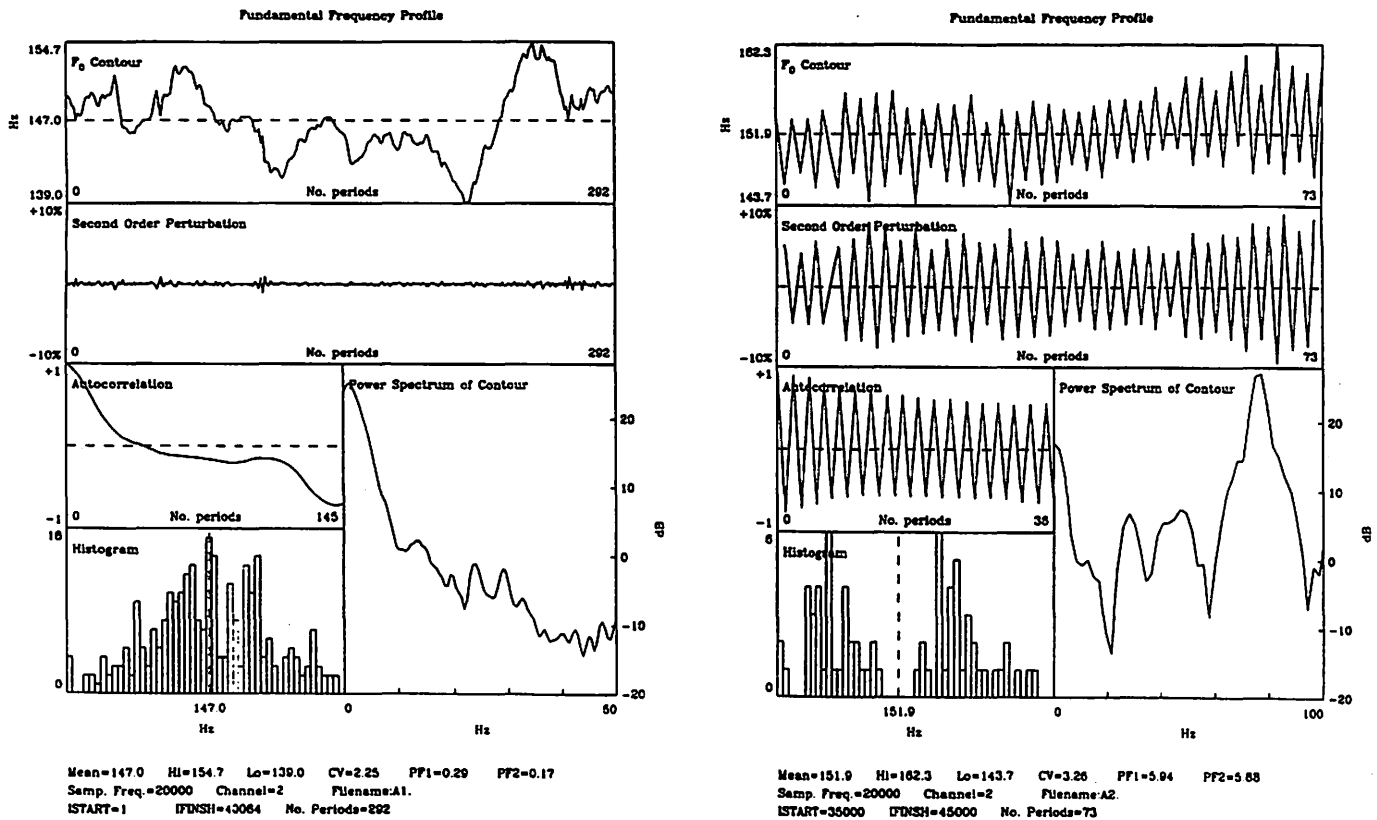 Fundamental Frequency Profile
154.7
F0 Contour
Hz
147.0
139.0
0
No. periods
292
+10%
Second Order Perturbation
-10%
0
No. periods
292
+1
Autocorrelation
-1
0
No. periods
145
Power Spectrum of Contour
20
10
0
-10
-20
dB
16
Histogram
0
147.0
Hz
0
50
Hz
Mean=147.0 Hi=154.7 Lo=139.0 CV=2.25 PF1=0.29 PF2=0.17
Samp. Freq.=20000 Channel=2 Filename:A1.
ISTART=1 IFINSH=40064 No. Periods=292
Fundamental Frequency Profile
162.3
F0 Contour
Hz
151.9
143.7
0
No. periods
73
+10%
Second Order Perturbation
-10%
0
No. periods
73
+1
Autocorrelation
-1
0
No. periods
36
Power Spectrum of Contour
20
10
0
-10
-20
dB
6
Histogram
0
151.9
Hz
0
100
Hz
Mean=151.9 Hi=162.3 Lo=143.7 CV=3.26 PF1=5.94 PF2=5.88
Samp. Freq.=20000 Channel=2 Filename:A2.
ISTART=35000 IFINSH=45000 No. Periods=73